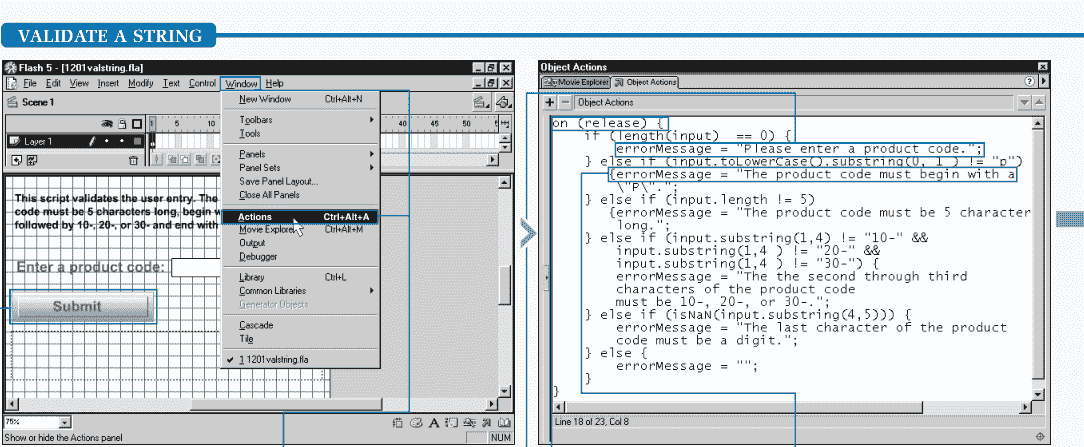 VALIDATE A STRING
Flash 5 - [1201valstring.fla]
File Edit View Insert Modify Text Control Window Help
Scene 1
1 5 10 40 45 50
Layer 1
New Window Ctrl+Alt+N
Toolbars
Tools
Panels
Panel Sets
Save Panel Layout...
Close All Panels
Actions Ctrl+Alt+A
Movie Explorer Ctrl+Alt+M
Output
Debugger
Library Ctrl+L
Common Libraries
Generator Objects
Cascade
Tile
✓ 1 1201valstring.fla
This script validates the user entry. The
code must be 5 characters long, begin w
followed by 10-, 20-, or 30- and end with
Enter a product code:
Submit
75%
Show or hide the Actions panel NUM
Object Actions
Movie Explorer Object Actions
+ - Object Actions
on (release) {
if (length(input) == 0) {
errorMessage = "Please enter a product code.";
} else if (input.toLowerCase().substring(0, 1 ) != "p")
{errorMessage = "The product code must begin with a
\"P\".";
} else if (input.length != 5)
{errorMessage = "The product code must be 5 character
long.";
} else if (input.substring(1,4) != "10-" &&
input.substring(1,4 ) != "20-" &&
input.substring(1,4 ) != "30-") {
errorMessage = "The the second through third
characters of the product code
must be 10-, 20-, or 30-.";
} else if (isNaN(input.substring(4,5))) {
errorMessage = "The last character of the product
code must be a digit.";
} else {
errorMessage = "";
}
}
Line 18 of 23, Col 8